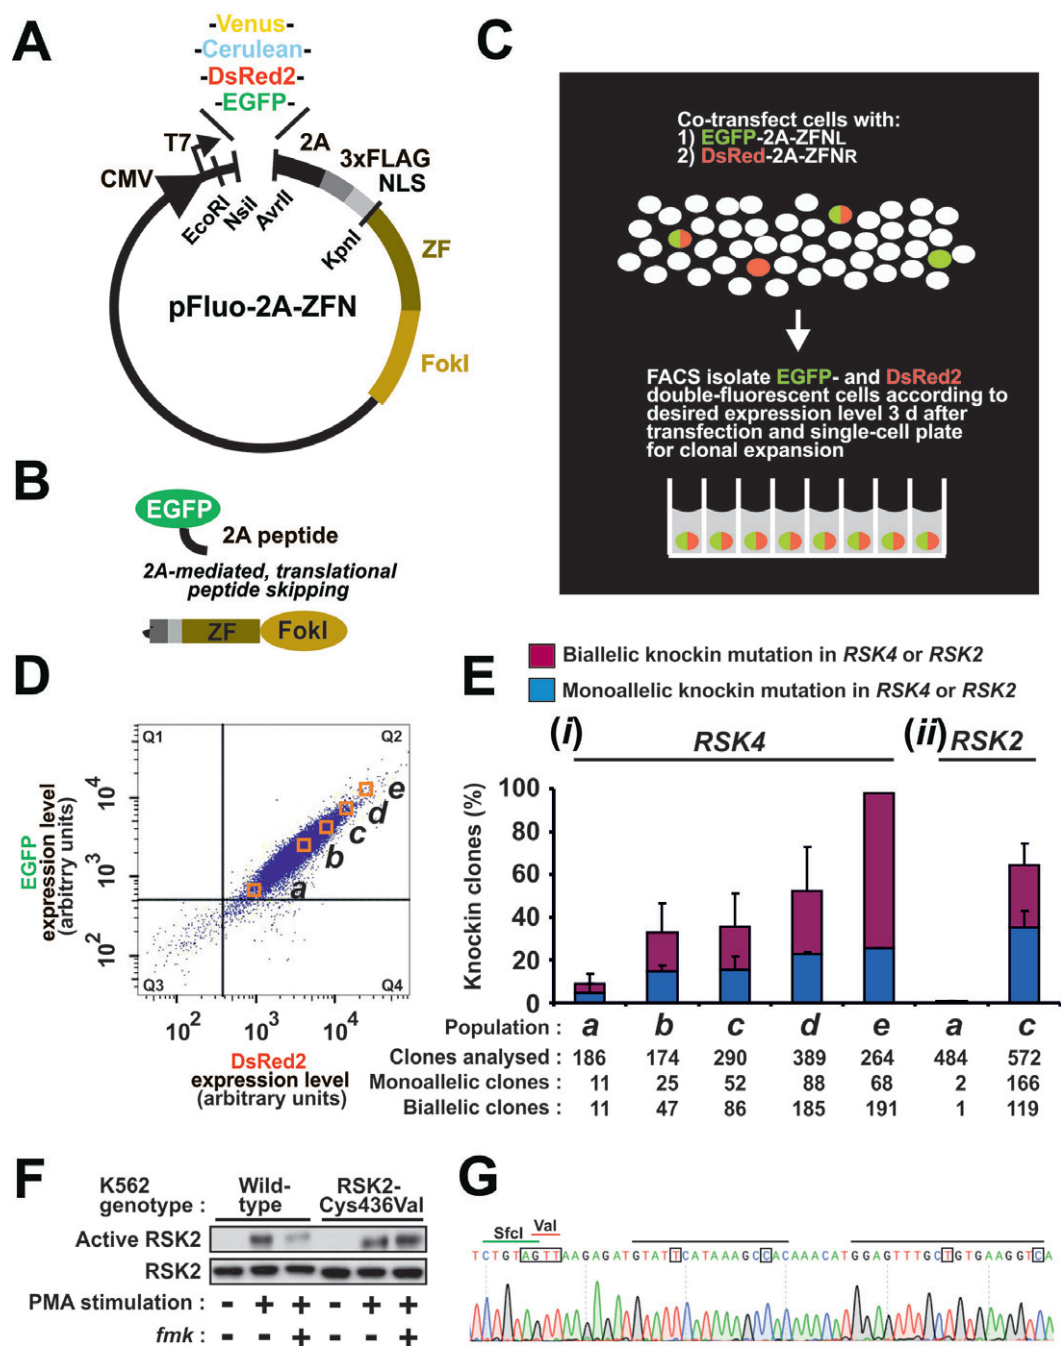 A
-Venus-
-Cerulean-
-DsRed2-
-EGFP-
T7
CMV
EcoRI
NsiI
AvrII
2A
3xFLAG
NLS
KpnI
ZF
FokI
pFluo-2A-ZFN
B
EGFP
2A peptide
2A-mediated, translational
peptide skipping
ZF
FokI
C
Co-transfect cells with:
1) EGFP-2A-ZFNL
2) DsRed-2A-ZFNR
FACS isolate EGFP- and DsRed2
double-fluorescent cells according to
desired expression level 3 d after
transfection and single-cell plate
for clonal expansion
D
Q1
Q2
Q3
Q4
10^4
10^3
10^2
EGFP
expression level
(arbitrry units)
a
b
c
d
e
10^2
10^3
10^4
DsRed2
expression level
(arbitrary units)
E
Biallelic knockin mutation in RSK4 or RSK2
Monoallelic knockin mutation in RSK4 or RSK2
(i)
RSK4
(ii)
RSK2
Knockin clones (%)
100
80
60
40
20
0
Population : a b c d e a c
Clones analysed : 186 174 290 389 264 484 572
Monoallelic clones : 11 25 52 88 68 2 166
Biallelic clones : 11 47 86 185 191 1 119
F
K562
genotype :
Wild-
type
RSK2-
Cys436Val
Active RSK2
RSK2
PMA stimulation : - + + - + +
fmk : - - + - - +
G
SfcI
Val
TCTGTAGTTAAGAGATGTATTCATAAAGCCACAAACATGGAGTTTGCTGTGAAGGTCA